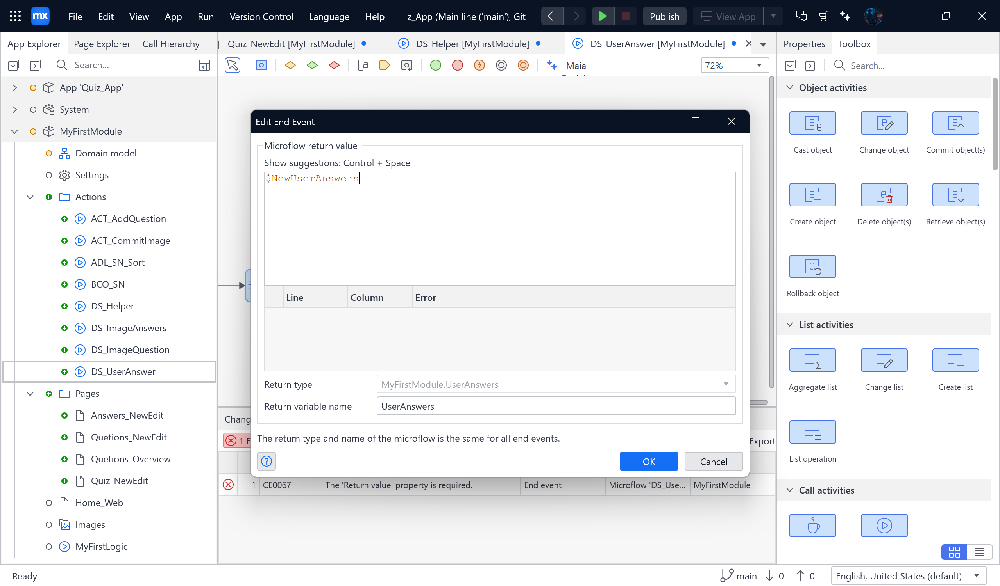 mx
File
Edit
View
App
Run
Version Control
Language
Help
z_App (Main line ('main'), Git
Publish
View App
App Explorer
Page Explorer
Call Hierarchy
Search...
App 'Quiz_App'
System
MyFirstModule
Domain model
Settings
Actions
ACT_AddQuestion
ACT_CommitImage
ADL_SN_Sort
BCO_SN
DS_Helper
DS_ImageAnswers
DS_ImageQuestion
DS_UserAnswer
Pages
Answers_NewEdit
Quetions_NewEdit
Quetions_Overview
Quiz_NewEdit
Home_Web
Images
MyFirstLogic
Quiz_NewEdit [MyFirstModule]
DS_Helper [MyFirstModule]
DS_UserAnswer [MyFirstModule]
Maia
72%
Edit End Event
Microflow return value
Show suggestions: Control + Space
$NewUserAnswers
Line
Column
Error
Return type
MyFirstModule.UserAnswers
Return variable name
UserAnswers
The return type and name of the microflow is the same for all end events.
OK
Cancel
Chang
1 E
Export
1
CE0067
The 'Return value' property is required.
End event
Microflow 'DS_Use...
MyFirstModule
Properties
Toolbox
Search...
Object activities
Cast object
Change object
Commit object(s)
Create object
Delete object(s)
Retrieve object(s)
Rollback object
List activities
Aggregate list
Change list
Create list
List operation
Call activities
Ready
main
0
0
English, United States (default)